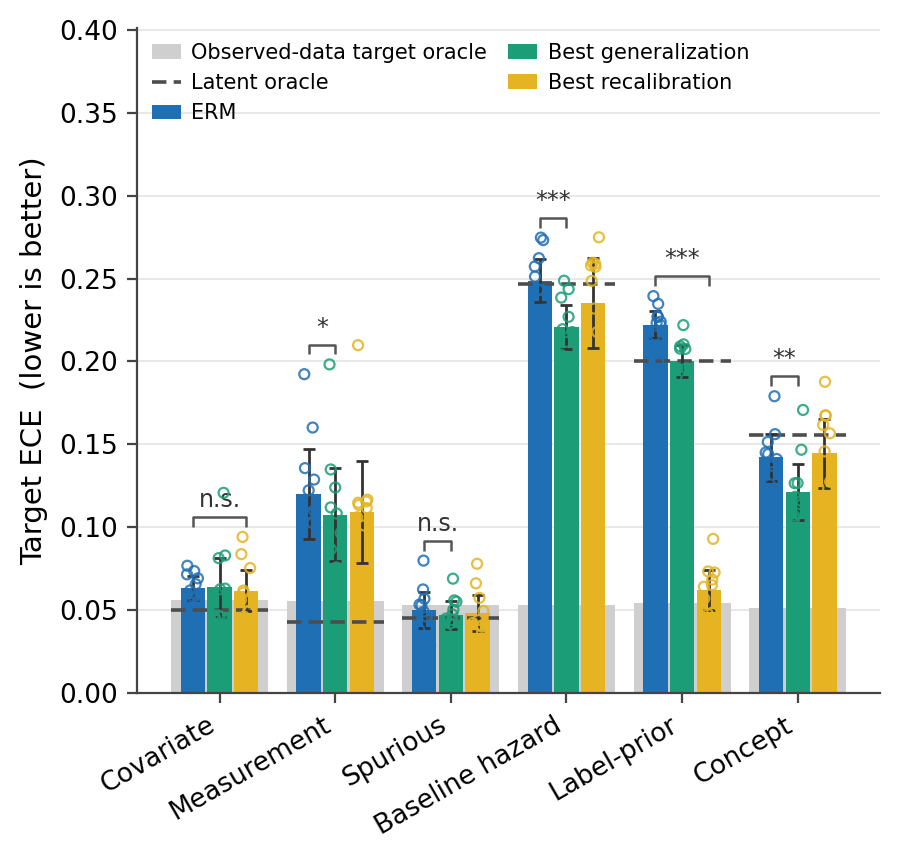 0.40
0.35
0.30
0.25
0.20
0.15
0.10
0.05
0.00
Target ECE (lower is better)
Observed-data target oracle
Latent oracle
ERM
Best generalization
Best recalibration
n.s.
*
n.s.
***
***
**
Covariate
Measurement
Spurious
Baseline hazard
Label-prior
Concept